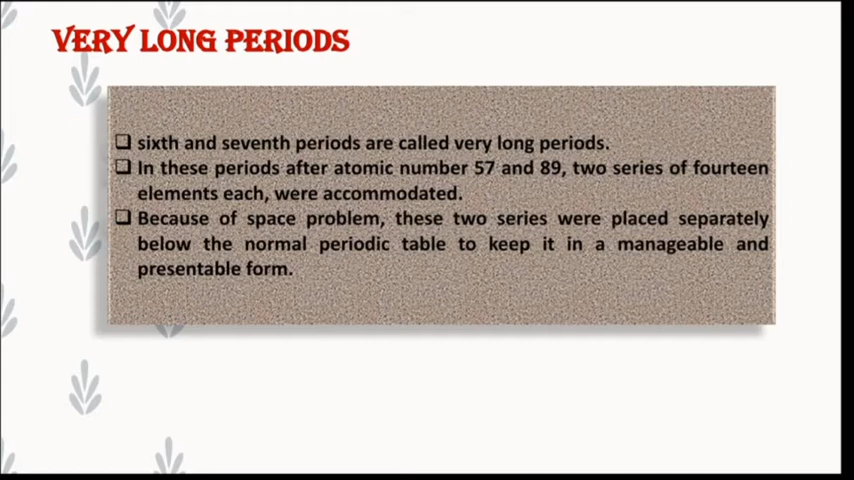 VERY LONG PERIODS
❑ sixth and seventh periods are called very long periods.
❑ In these periods after atomic number 57 and 89, two series of fourteen
elements each, were accommodated.
❑ Because of space problem, these two series were placed separately
below the normal periodic table to keep it in a manageable and
presentable form.